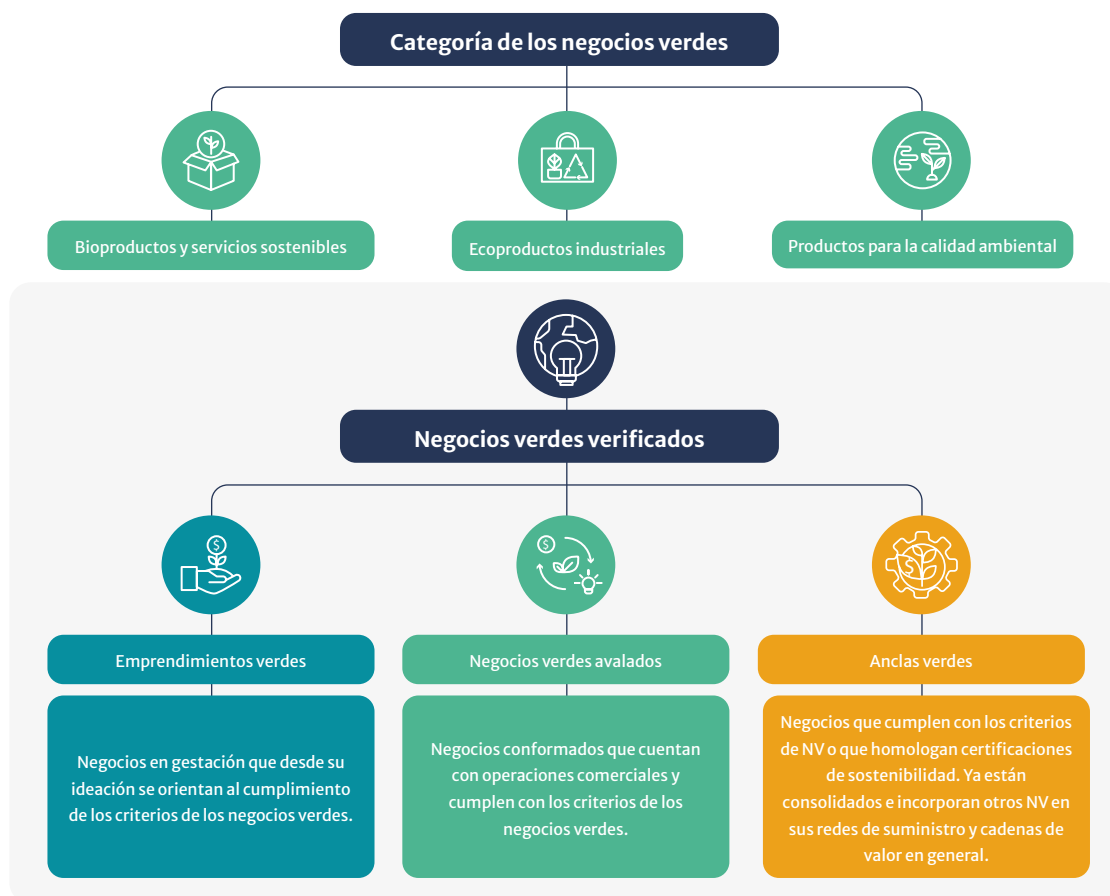 Categoría de los negocios verdes
Bioproductos y servicios sostenibles
Ecoproductos industriales
Productos para la calidad ambiental
Negocios verdes verificados
Emprendimientos verdes
Negocios verdes avalados
Anclas verdes
Negocios en gestación que desde su
ideación se orientan al cumplimiento
de los criterios de los negocios verdes.
Negocios conformados que cuentan
con operaciones comerciales y
cumplen con los criterios de los
negocios verdes.
Negocios que cumplen con los criterios
de NV o que homologan certificaciones
de sostenibilidad. Ya están
consolidados e incorporan otros NV en
sus redes de suministro y cadenas de
valor en general.